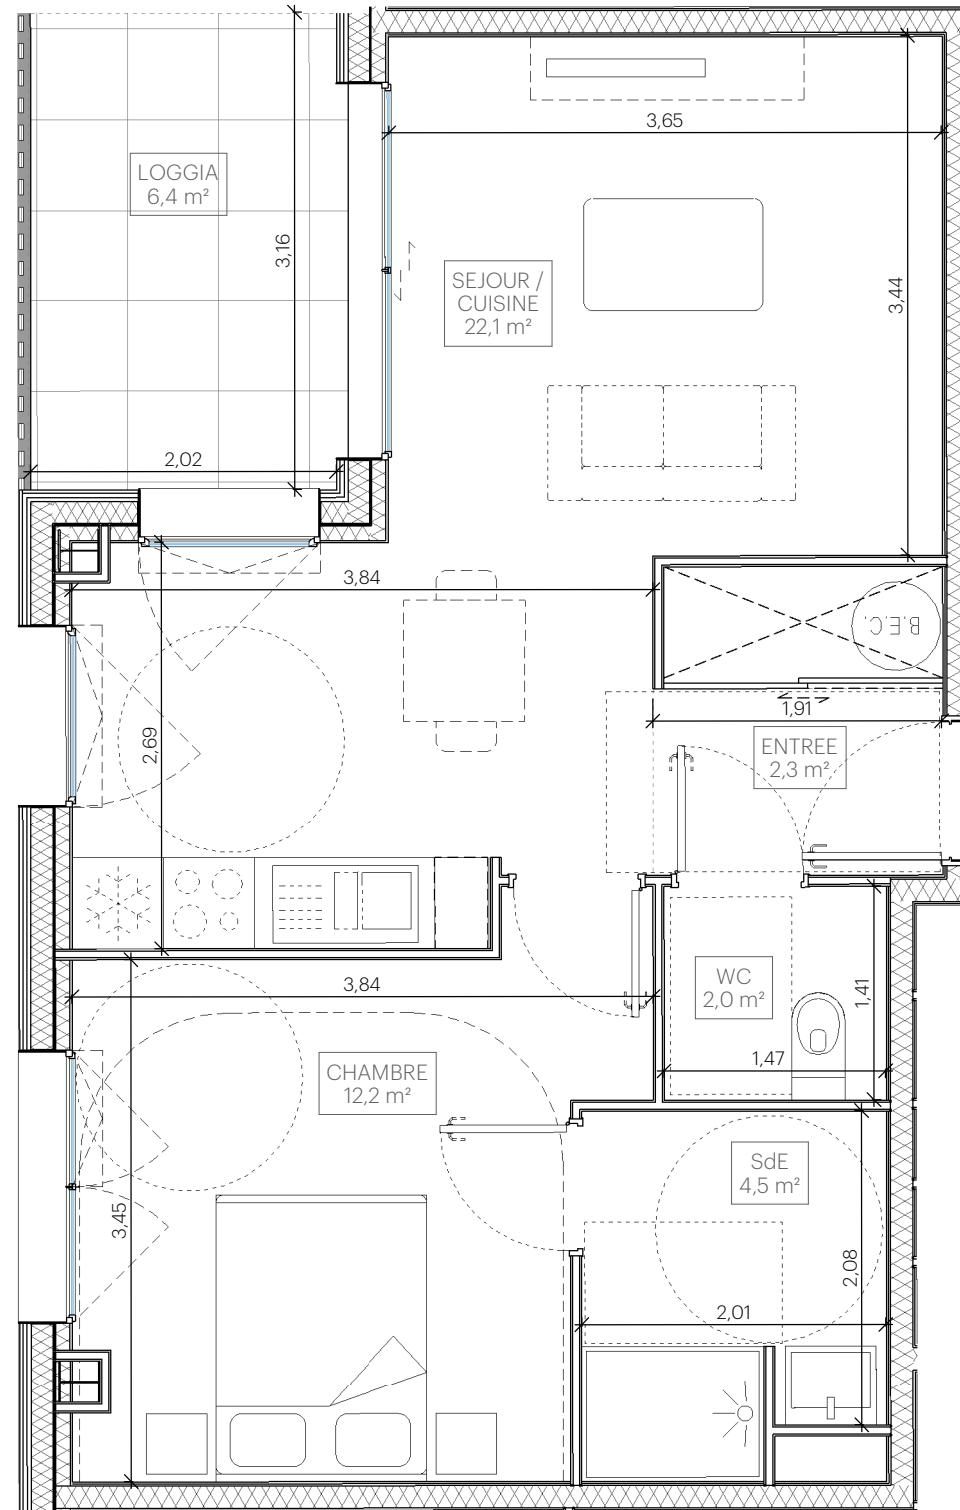 LOGGIA
6,4 m²
3,65
3,16
SEJOUR /
CUISINE
22,1 m²
3,44
2,02
3,84
B.E.C.
1,91
ENTREE
2,3 m²
2,69
3,84
WC
2,0 m²
1,41
1,47
CHAMBRE
12,2 m²
SdE
4,5 m²
3,45
2,08
2,01